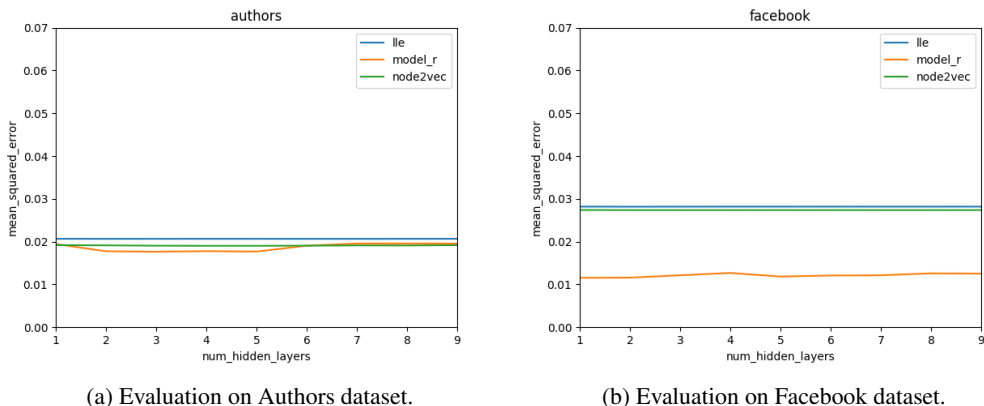 authors
0.07
0.06
0.05
0.04
0.03
0.02
0.01
0.00
mean_squared_error
lle
model_r
node2vec
1 2 3 4 5 6 7 8 9
num_hidden_layers
(a) Evaluation on Authors dataset.
facebook
0.07
0.06
0.05
0.04
0.03
0.02
0.01
0.00
mean_squared_error
lle
model_r
node2vec
1 2 3 4 5 6 7 8 9
num_hidden_layers
(b) Evaluation on Facebook dataset.